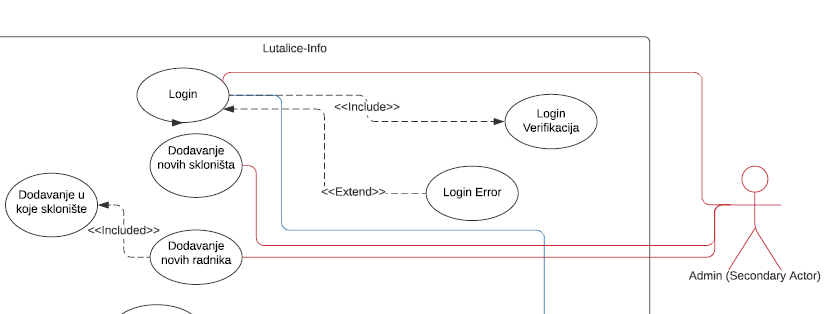 Lutalice-Info
Login
<<Include>>
Login
Verifikacija
Dodavanje
novih skloništa
<<Extend>>
Login Error
Dodavanje u
koje sklonište
<<Included>>
Dodavanje
novih radnika
Admin (Secondary Actor)